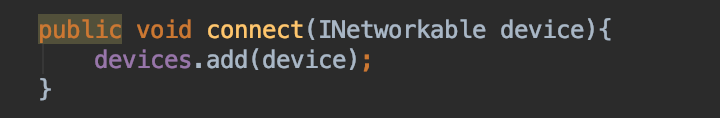 public void connect(INetworkable device){
devices.add(device);
}